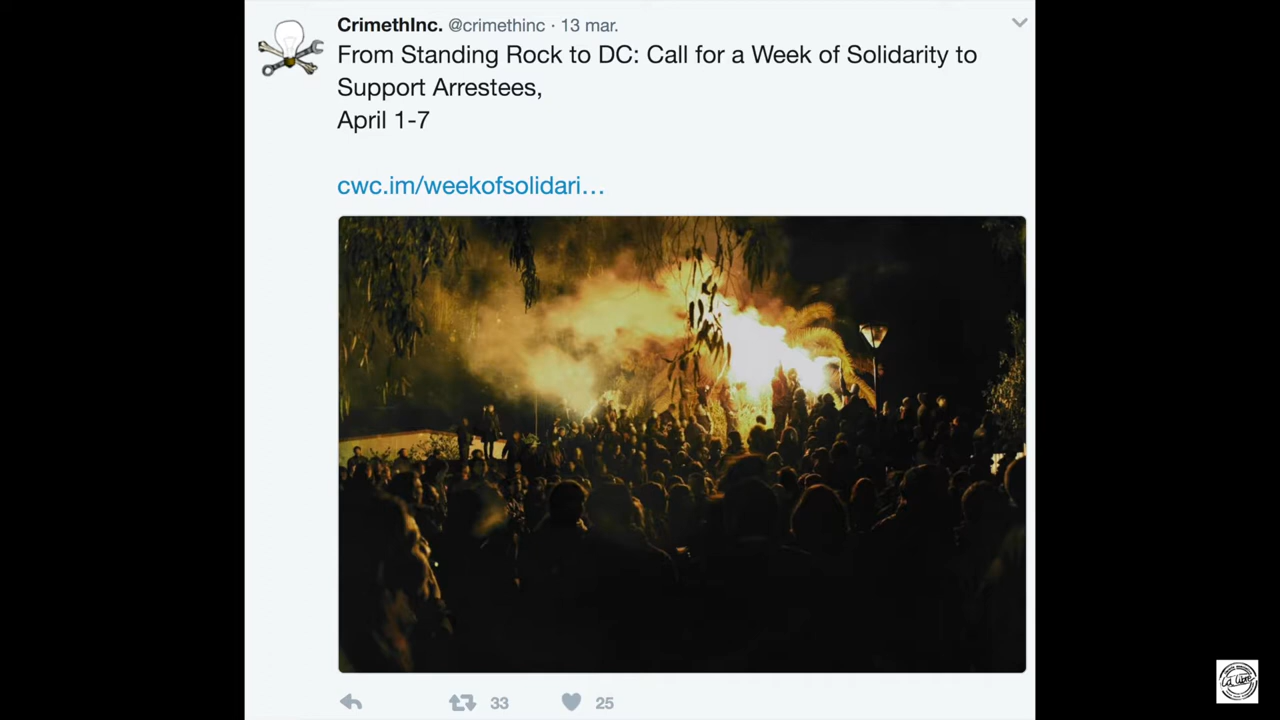 CrimethInc. @crimethinc · 13 mar.
From Standing Rock to DC: Call for a Week of Solidarity to
Support Arrestees,
April 1-7
cwc.im/weekofsolidari…
33 25